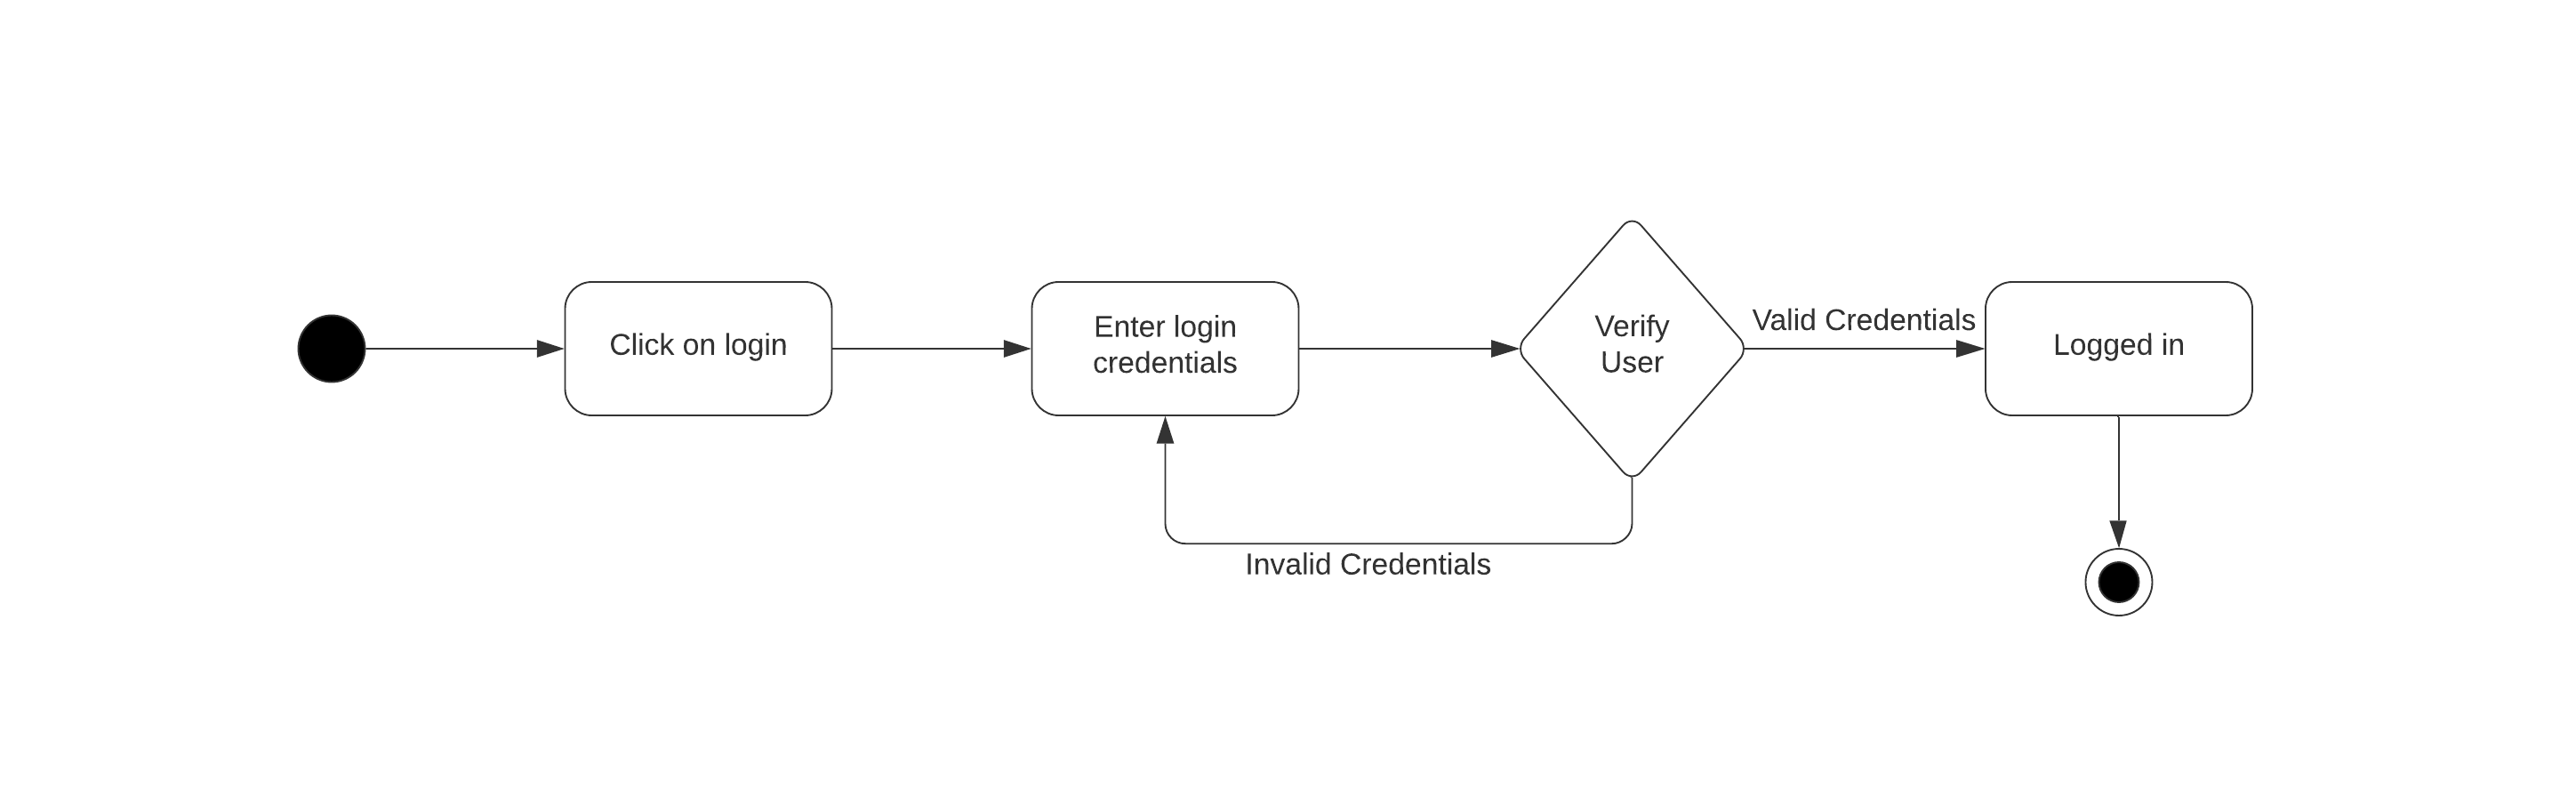 Click on login
Enter login
credentials
Verify
User
Valid Credentials
Logged in
Invalid Credentials